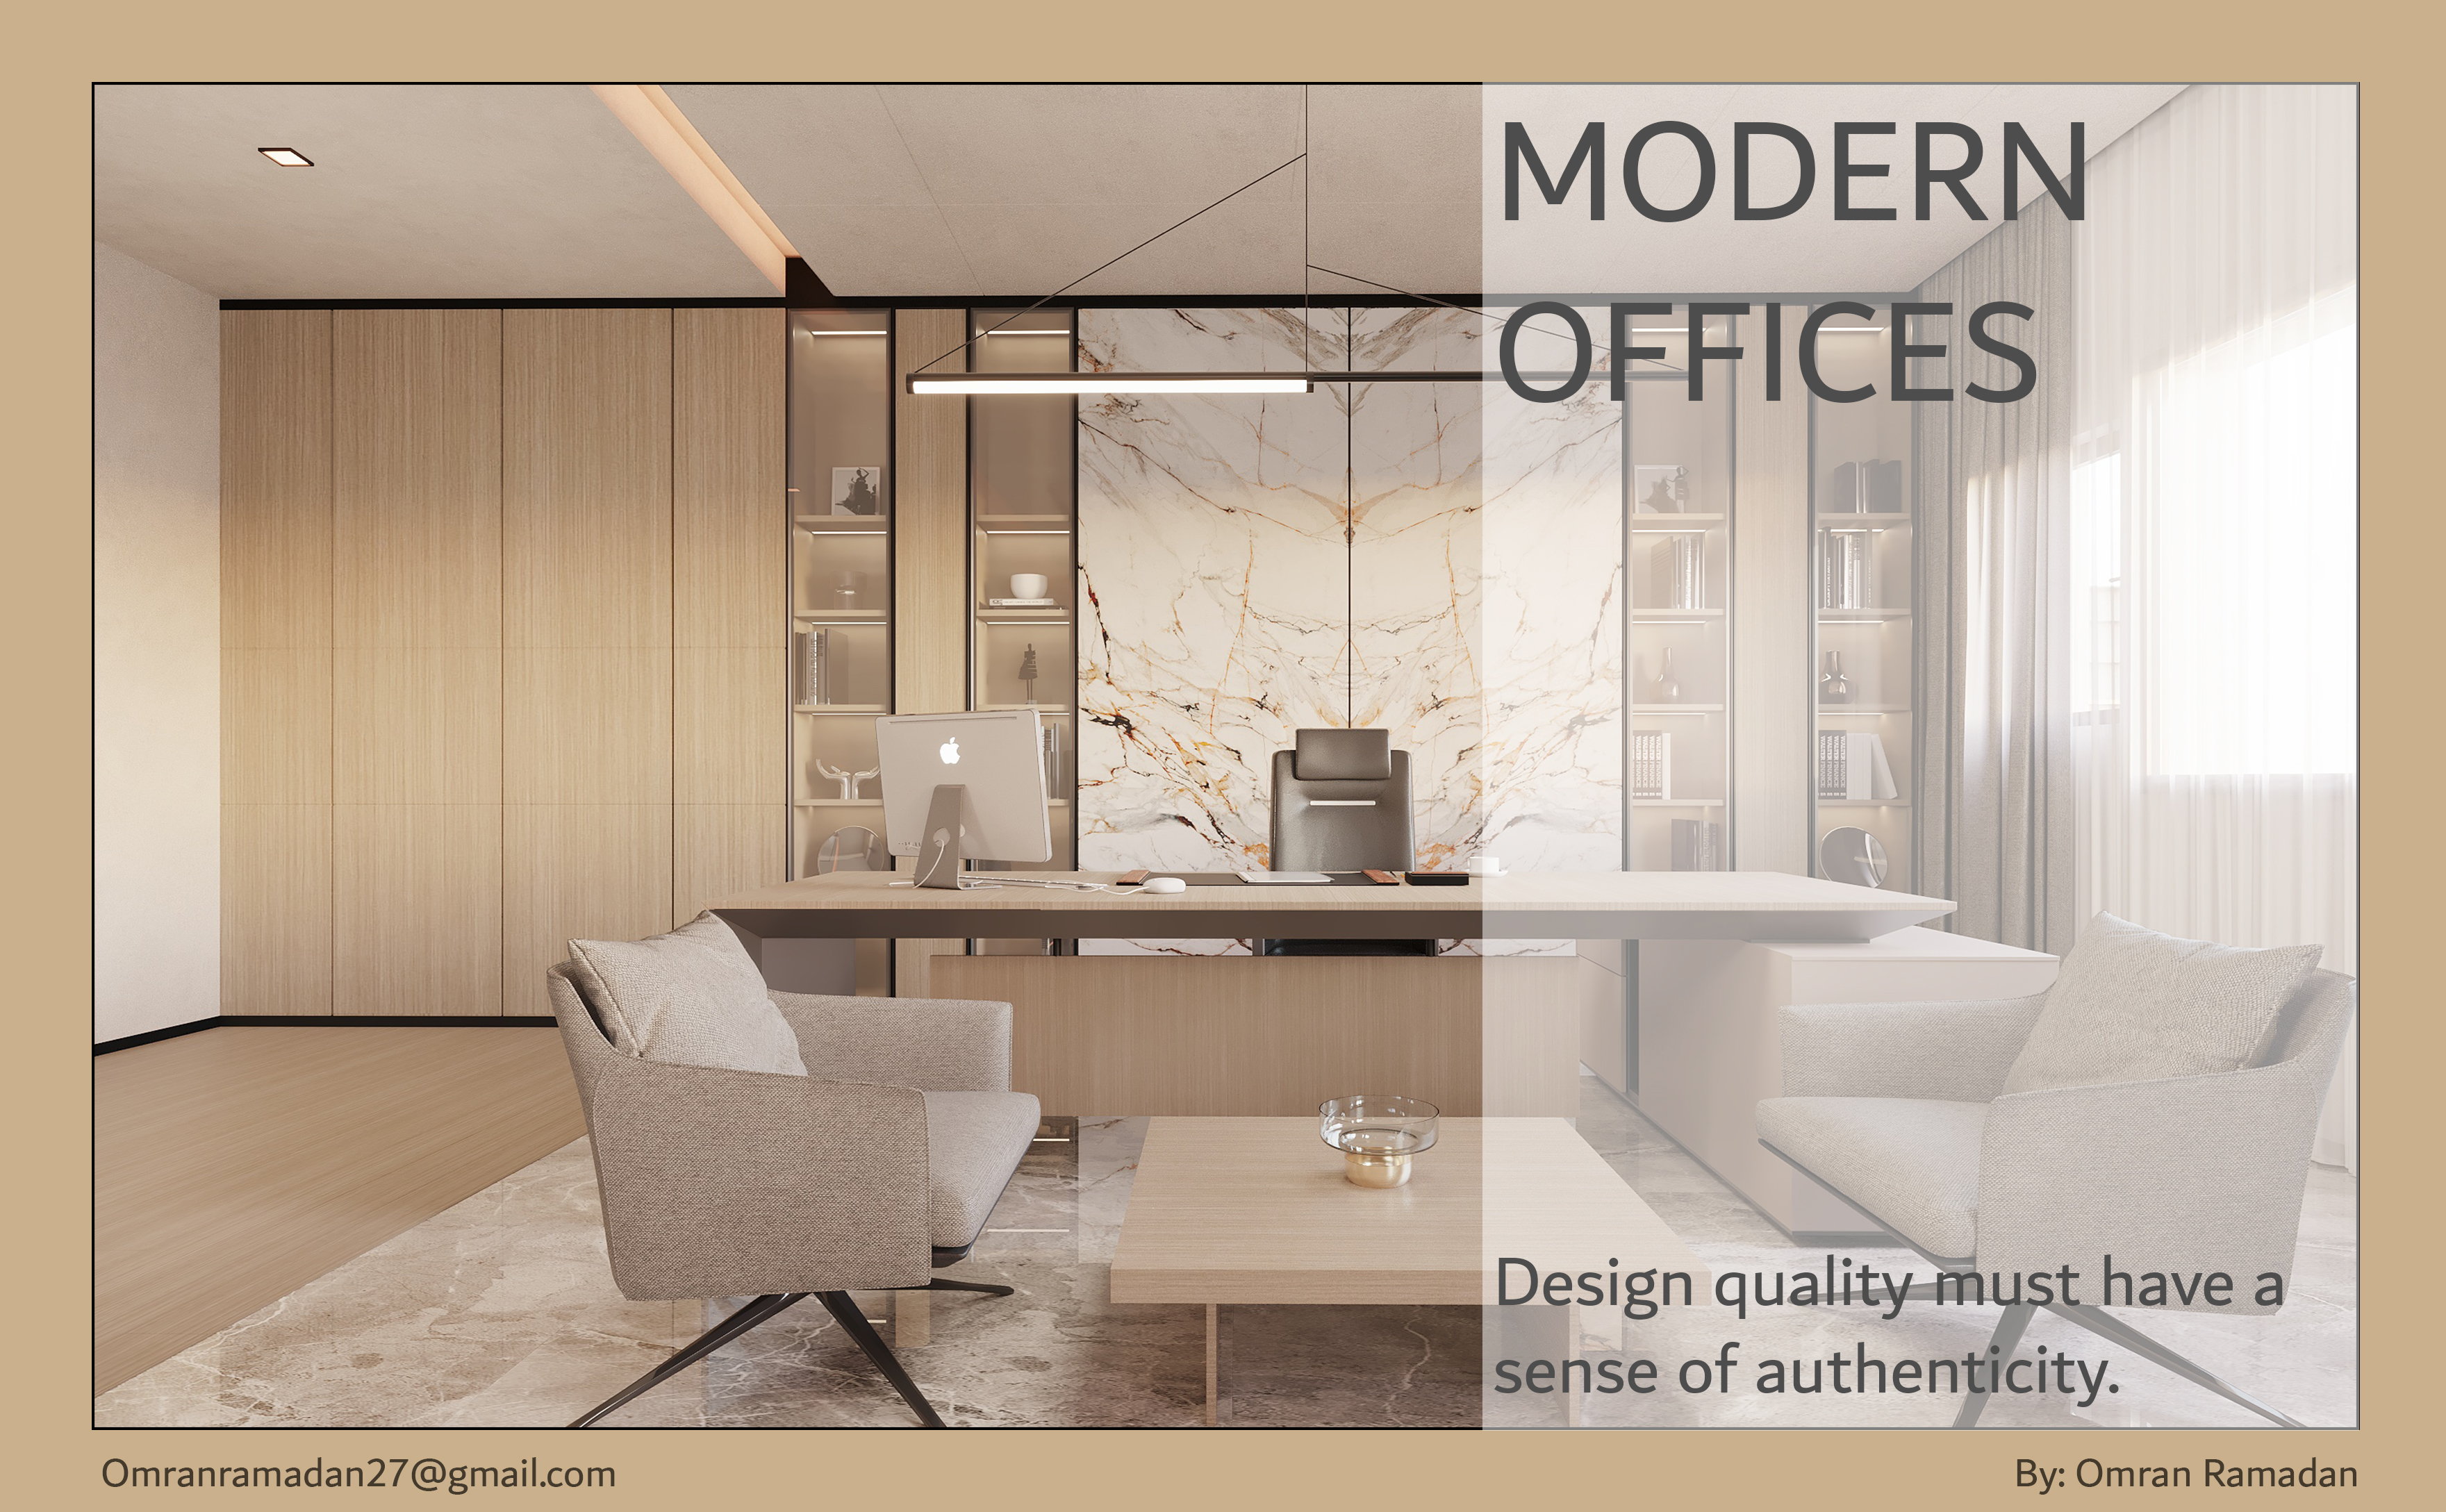 MODERN
OFFICES
Design quality must have a
sense of authenticity.
Omranramadan27@gmail.com
By: Omran Ramadan